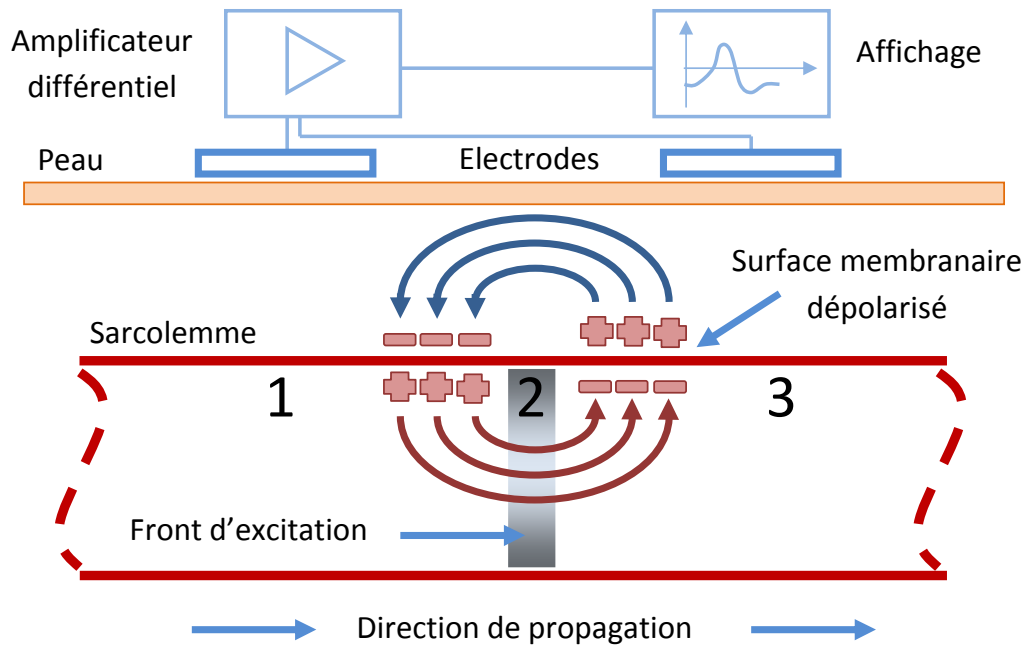 Amplificateur
différentiel
Affichage
Peau
Electrodes
Surface membranaire
dépolarisé
Sarcolemme
1
2
3
Front d’excitation
Direction de propagation